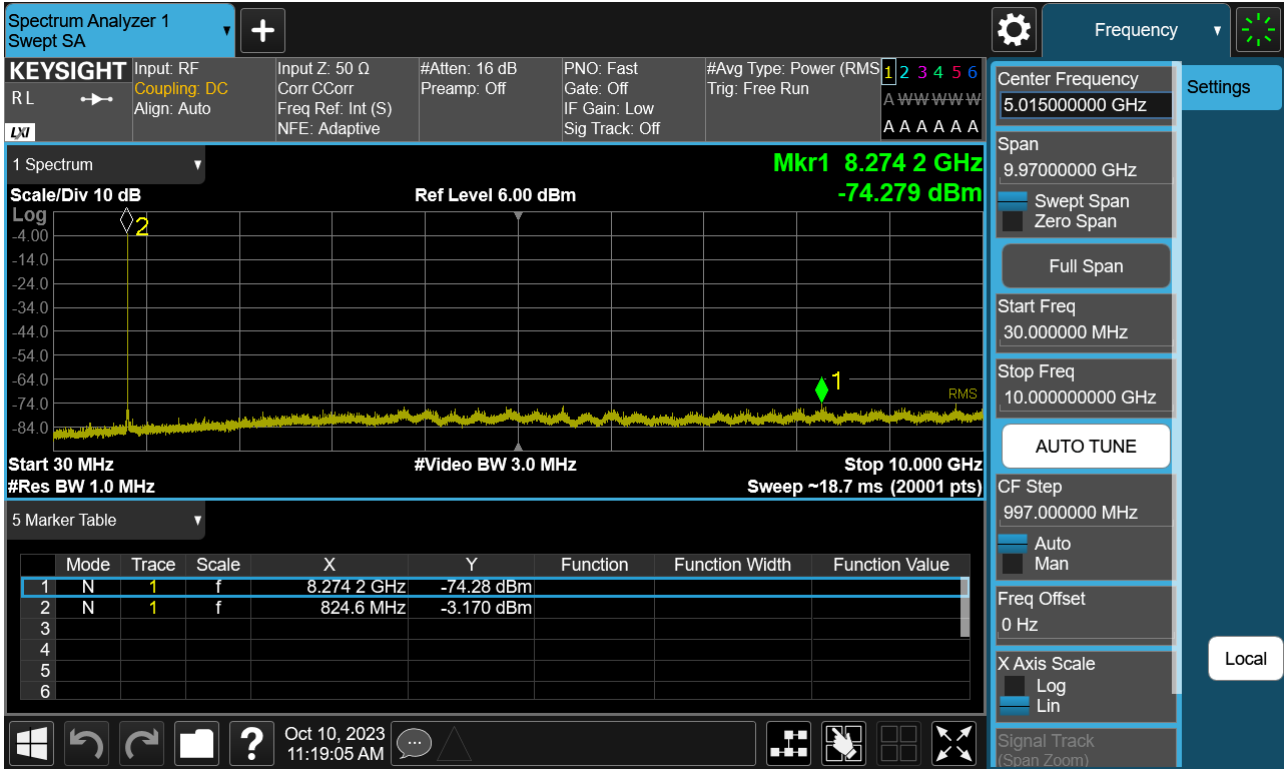 Spectrum Analyzer 1
Swept SA
Frequency
KEYSIGHT
R L
LXI
Input: RF
Coupling: DC
Align: Auto
Input Z: 50 Ω
Corr CCorr
Freq Ref: Int (S)
NFE: Adaptive
#Atten: 16 dB
Preamp: Off
PNO: Fast
Gate: Off
IF Gain: Low
Sig Track: Off
#Avg Type: Power (RMS
Trig: Free Run
1 2 3 4 5 6
A W W W W W
A A A A A A
1 Spectrum
Mkr1 8.274 2 GHz
-74.279 dBm
Scale/Div 10 dB
Ref Level 6.00 dBm
Log
-4.00
-14.0
-24.0
-34.0
-44.0
-54.0
-64.0
-74.0
-84.0
2
1
RMS
Start 30 MHz
#Video BW 3.0 MHz
Stop 10.000 GHz
#Res BW 1.0 MHz
Sweep ~18.7 ms (20001 pts)
5 Marker Table
Mode Trace Scale X Y Function Function Width Function Value
1 N 1 f 8.274 2 GHz -74.28 dBm
2 N 1 f 824.6 MHz -3.170 dBm
3
4
5
6
Oct 10, 2023
11:19:05 AM
Center Frequency
5.015000000 GHz
Settings
Span
9.97000000 GHz
Swept Span
Zero Span
Full Span
Start Freq
30.000000 MHz
Stop Freq
10.000000000 GHz
AUTO TUNE
CF Step
997.000000 MHz
Auto
Man
Freq Offset
0 Hz
X Axis Scale
Log
Lin
Signal Track
(Span Zoom)
Local